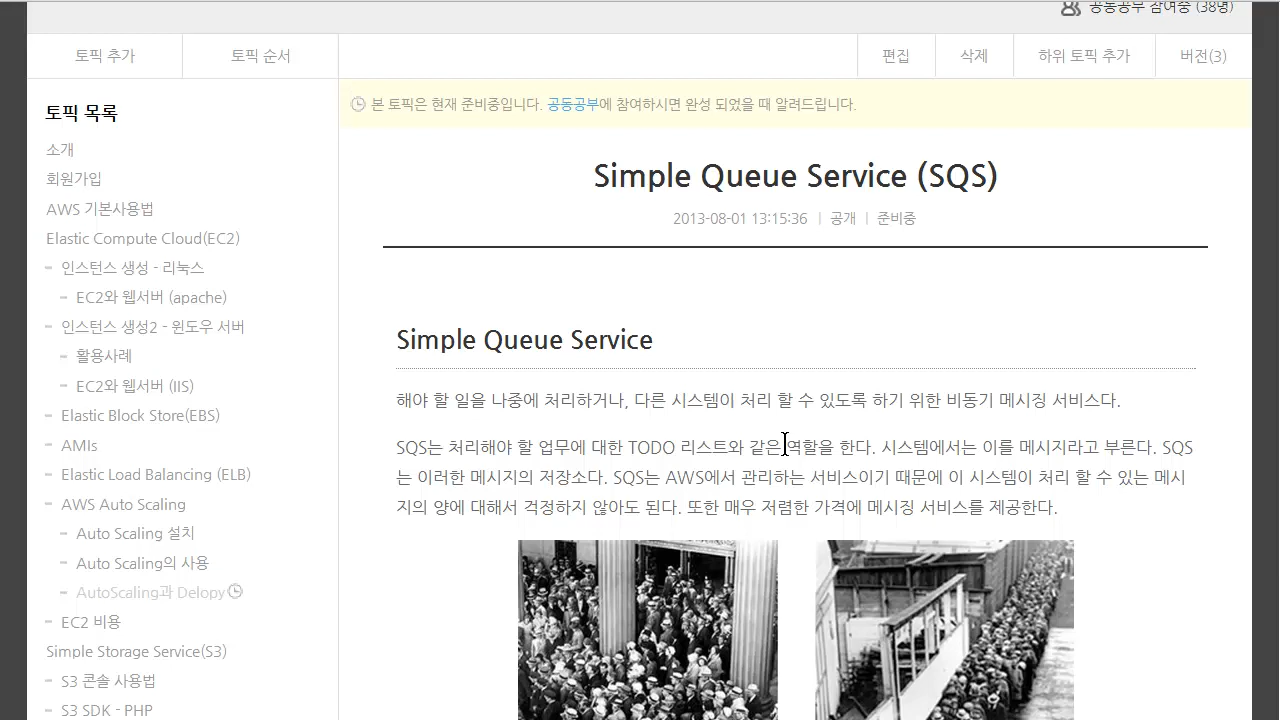 공동공부 참여중 (38명)
토픽 추가
토픽 순서
편집
삭제
하위 토픽 추가
버전(3)
토픽 목록
소개
회원가입
AWS 기본사용법
Elastic Compute Cloud(EC2)
인스턴스 생성 - 리눅스
EC2와 웹서버 (apache)
인스턴스 생성2 - 윈도우 서버
활용사례
EC2와 웹서버 (IIS)
Elastic Block Store(EBS)
AMIs
Elastic Load Balancing (ELB)
AWS Auto Scaling
Auto Scaling 설치
Auto Scaling의 사용
AutoScaling과 Delopy
EC2 비용
Simple Storage Service(S3)
S3 콘솔 사용법
S3 SDK - PHP
본 토픽은 현재 준비중입니다. 공동공부에 참여하시면 완성 되었을 때 알려드립니다.
Simple Queue Service (SQS)
2013-08-01 13:15:36 | 공개 | 준비중
Simple Queue Service
해야 할 일을 나중에 처리하거나, 다른 시스템이 처리 할 수 있도록 하기 위한 비동기 메시징 서비스다.
SQS는 처리해야 할 업무에 대한 TODO 리스트와 같은 역할을 한다. 시스템에서는 이를 메시지라고 부른다. SQS
는 이러한 메시지의 저장소다. SQS는 AWS에서 관리하는 서비스이기 때문에 이 시스템이 처리 할 수 있는 메시
지의 양에 대해서 걱정하지 않아도 된다. 또한 매우 저렴한 가격에 메시징 서비스를 제공한다.